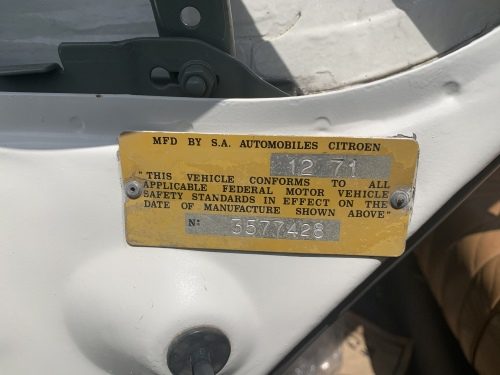 MFD BY S.A. AUTOMOBILES CITROEN
12 71
"THIS VEHICLE CONFORMS TO ALL
APPLICABLE FEDERAL MOTOR VEHICLE
SAFETY STANDARDS IN EFFECT ON THE
DATE OF MANUFACTURE SHOWN ABOVE"
N: 5577428